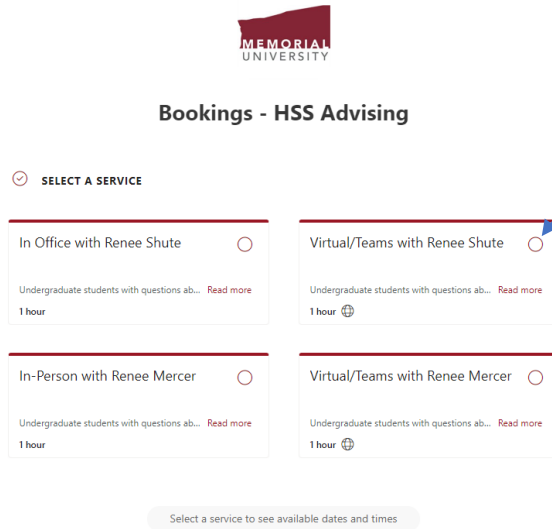 MEMORIAL
UNIVERSITY
Bookings - HSS Advising
SELECT A SERVICE
In Office with Renee Shute
Undergraduate students with questions ab... Read more
1 hour
Virtual/Teams with Renee Shute
Undergraduate students with questions ab... Read more
1 hour
In-Person with Renee Mercer
Undergraduate students with questions ab... Read more
1 hour
Virtual/Teams with Renee Mercer
Undergraduate students with questions ab... Read more
1 hour
Select a service to see available dates and times